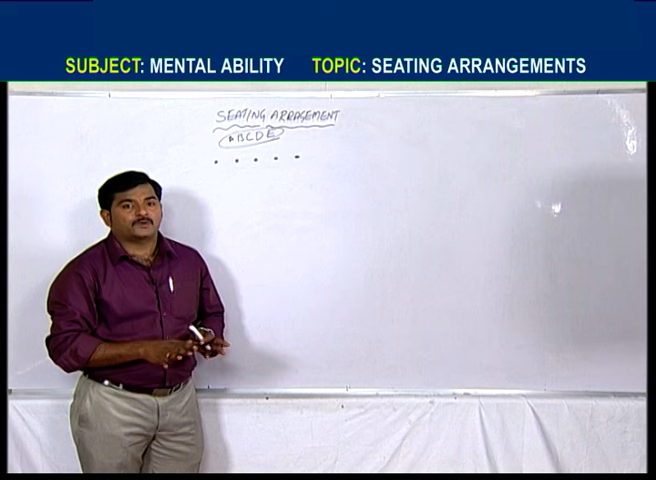 SUBJECT: MENTAL ABILITY TOPIC: SEATING ARRANGEMENTS
SEATING ARRAGEMENT
ABCDE